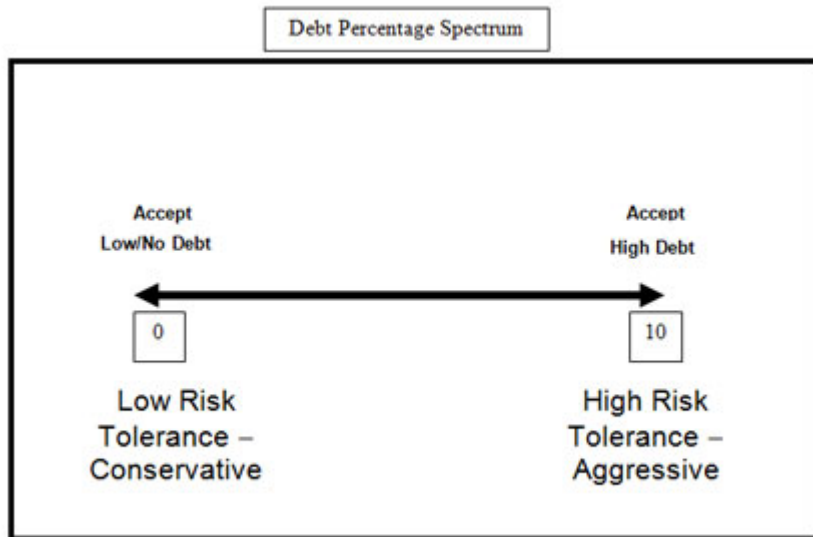 Debt Percentage Spectrum
Accept
Low/No Debt
Accept
High Debt
0
10
Low Risk
Tolerance –
Conservative
High Risk
Tolerance –
Aggressive